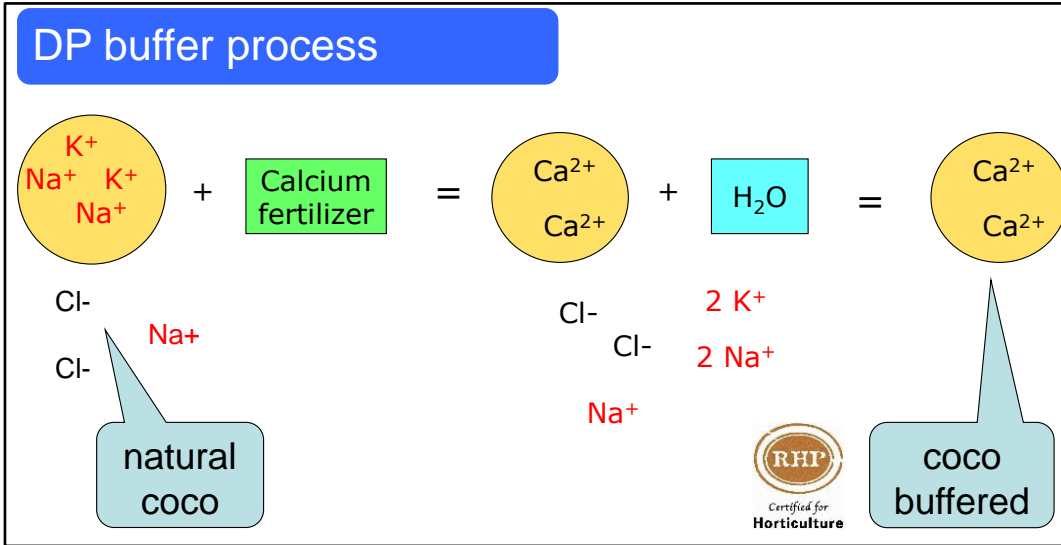 DP buffer process
K⁺
Na⁺ K⁺
Na⁺
+
Calcium
fertilizer
=
Ca²⁺
Ca²⁺
+
H₂O
=
Ca²⁺
Ca²⁺
Cl-
Na+
Cl-
Cl-
Cl-
Na⁺
2 K⁺
2 Na⁺
natural
coco
RHP
Certified for
Horticulture
coco
buffered